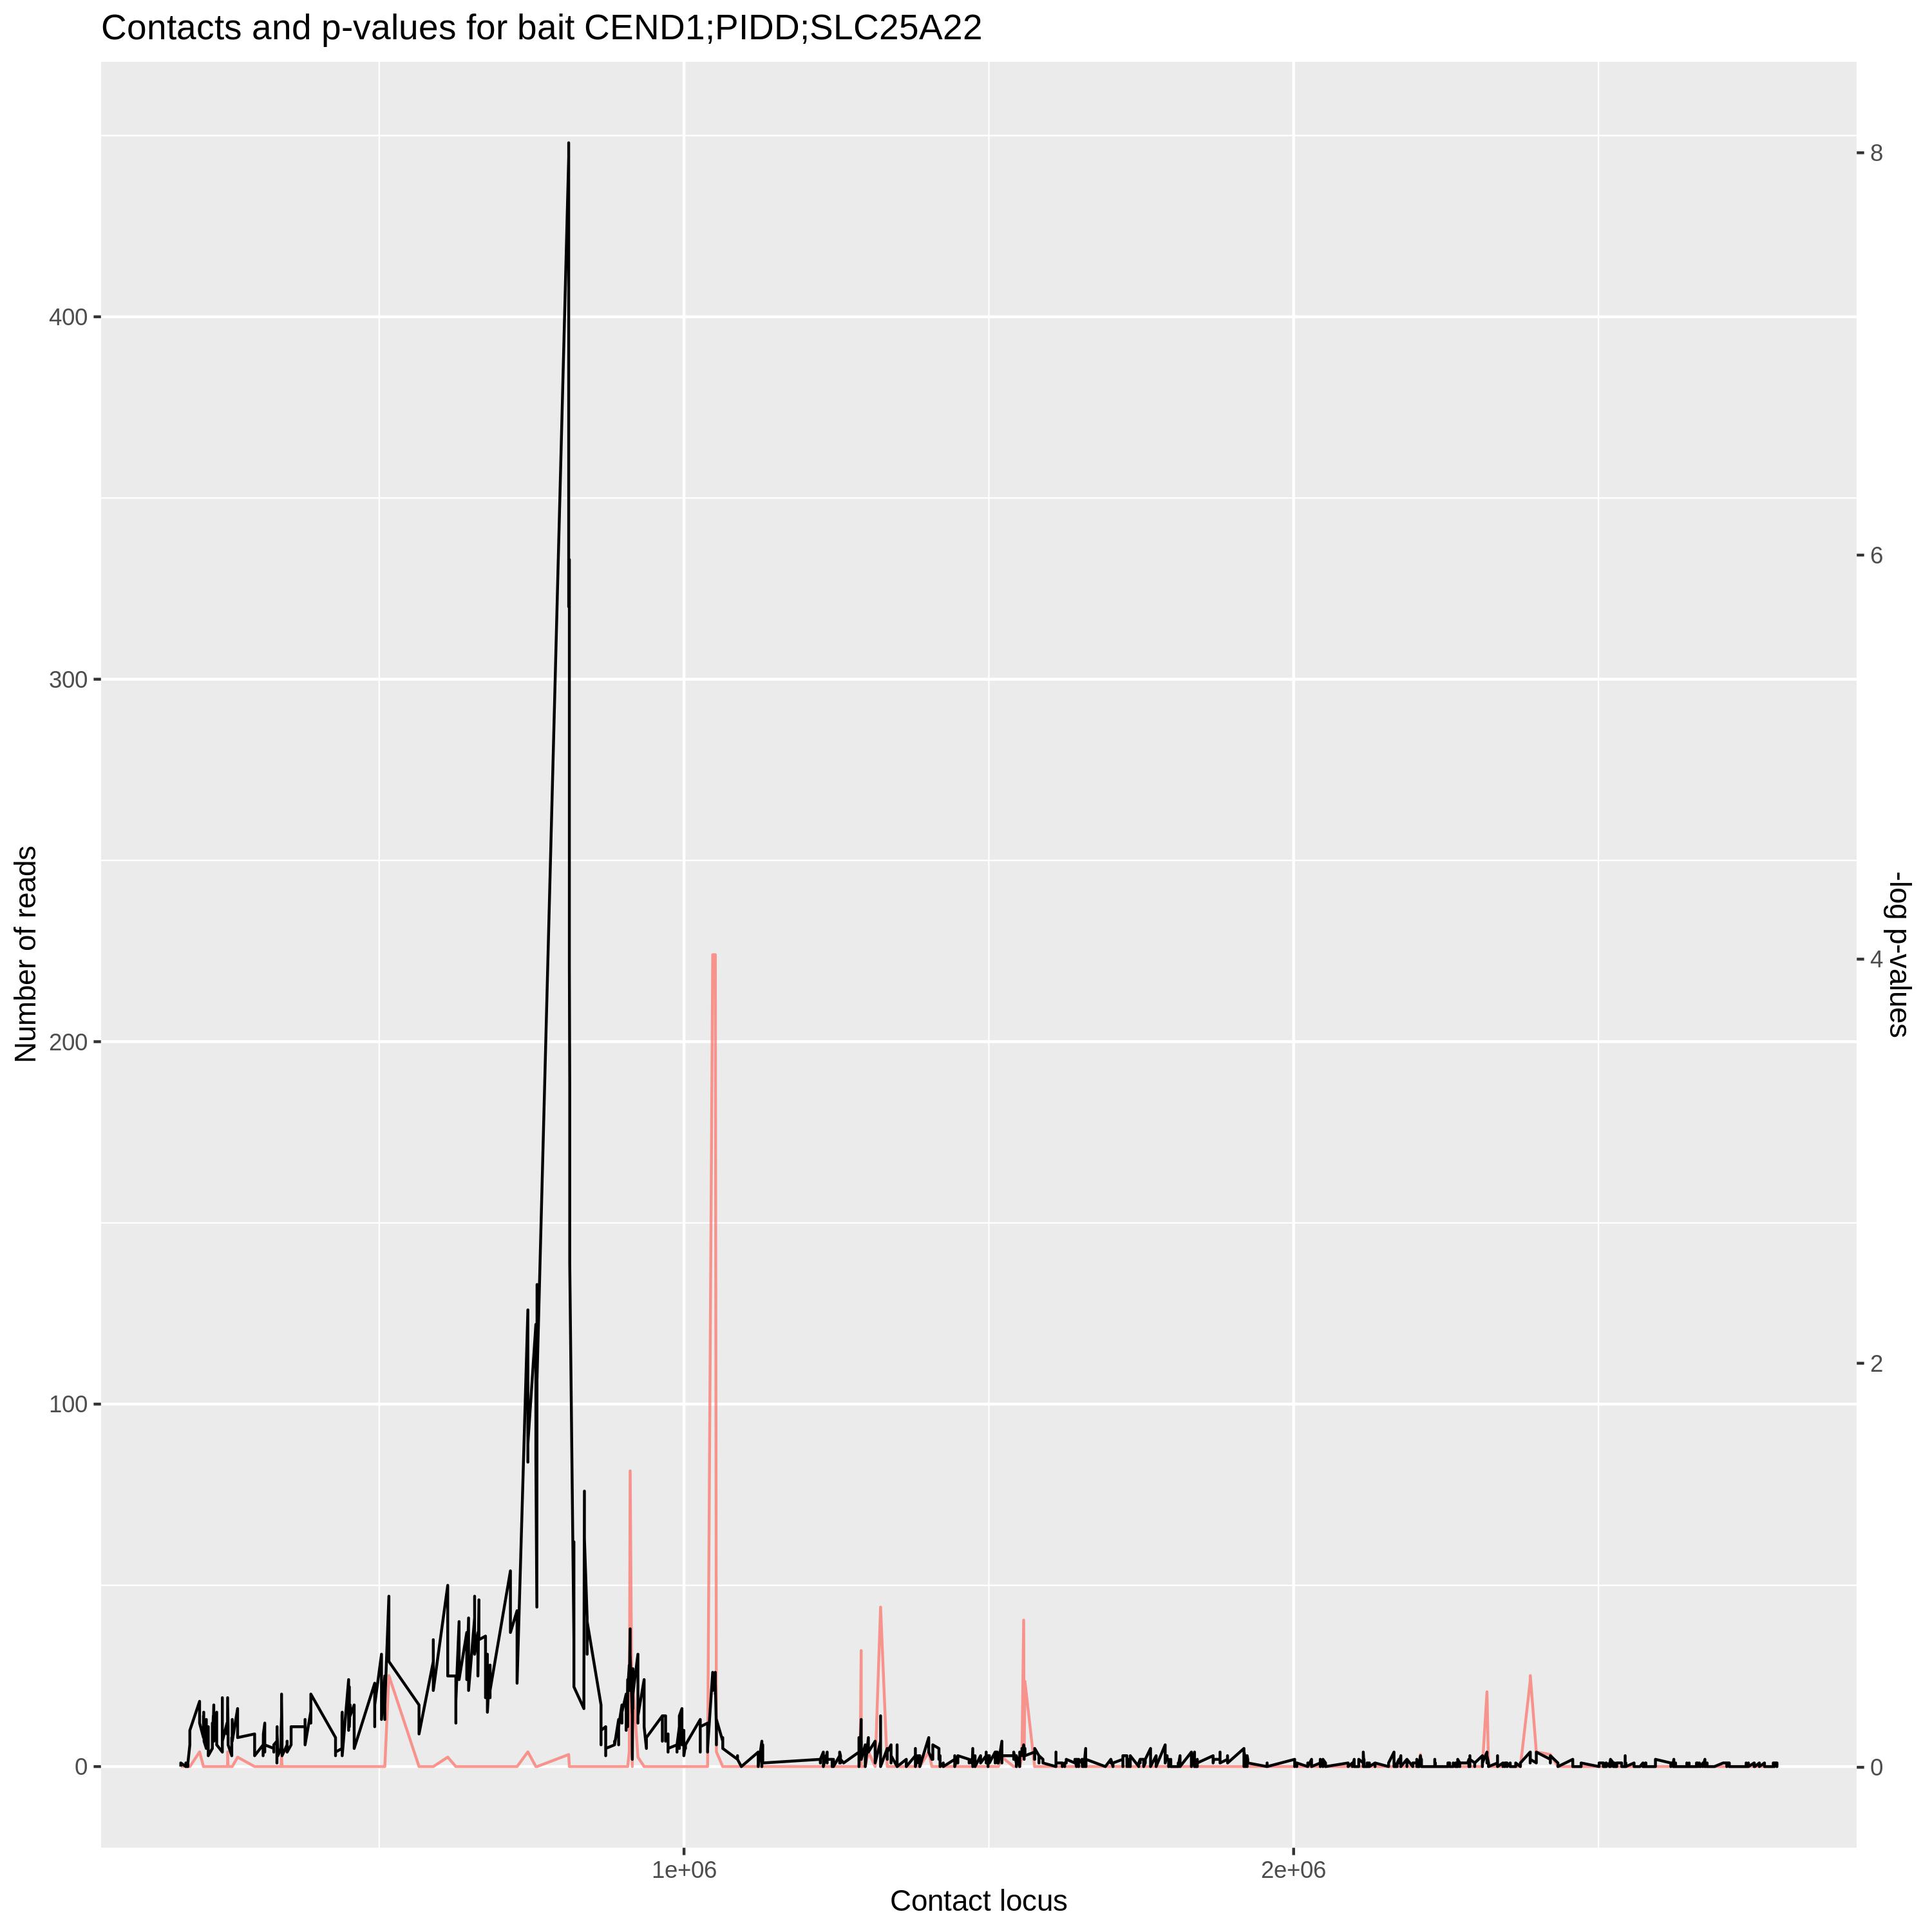 Contacts and p-values for bait CEND1;PIDD;SLC25A22
Number of reads
400
300
200
100
0
8
6
4
2
0
-log p-values
1e+06
2e+06
Contact locus